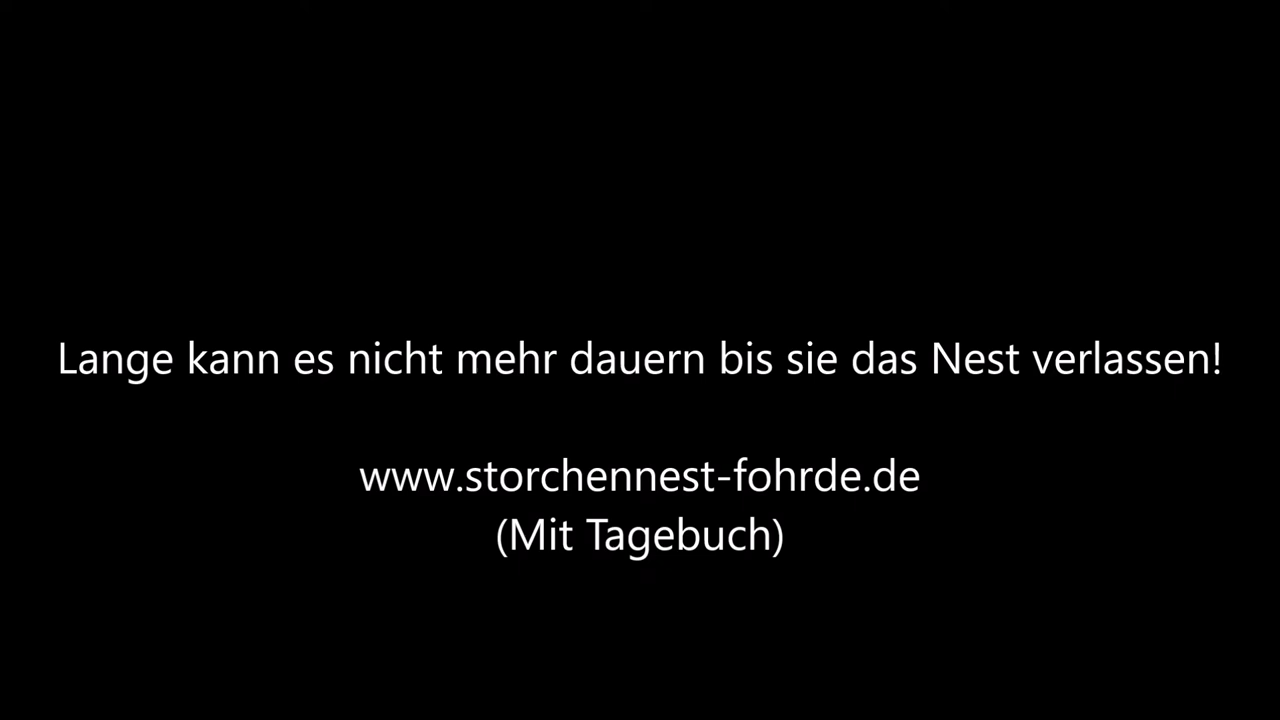 Lange kann es nicht mehr dauern bis sie das Nest verlassen!
www.storchennest-fohrde.de
(Mit Tagebuch)